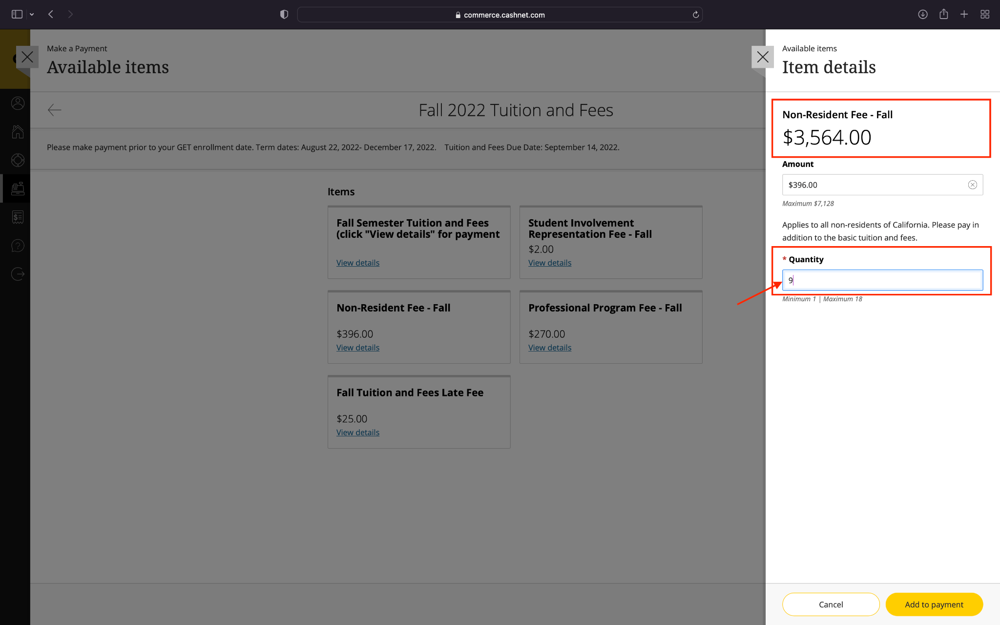 commerce.cashnet.com
Make a Payment
Available items
Fall 2022 Tuition and Fees
Please make payment prior to your GET enrollment date. Term dates: August 22, 2022- December 17, 2022. Tuition and Fees Due Date: September 14, 2022.
Items
Fall Semester Tuition and Fees
(click "View details" for payment
View details
Student Involvement
Representation Fee - Fall
$2.00
View details
Non-Resident Fee - Fall
$396.00
View details
Professional Program Fee - Fall
$270.00
View details
Fall Tuition and Fees Late Fee
$25.00
View details
Available items
Item details
Non-Resident Fee - Fall
$3,564.00
Amount
$396.00
Maximum $7,128
Applies to all non-residents of California. Please pay in
addition to the basic tuition and fees.
* Quantity
9
Minimum 1 | Maximum 18
Cancel
Add to payment